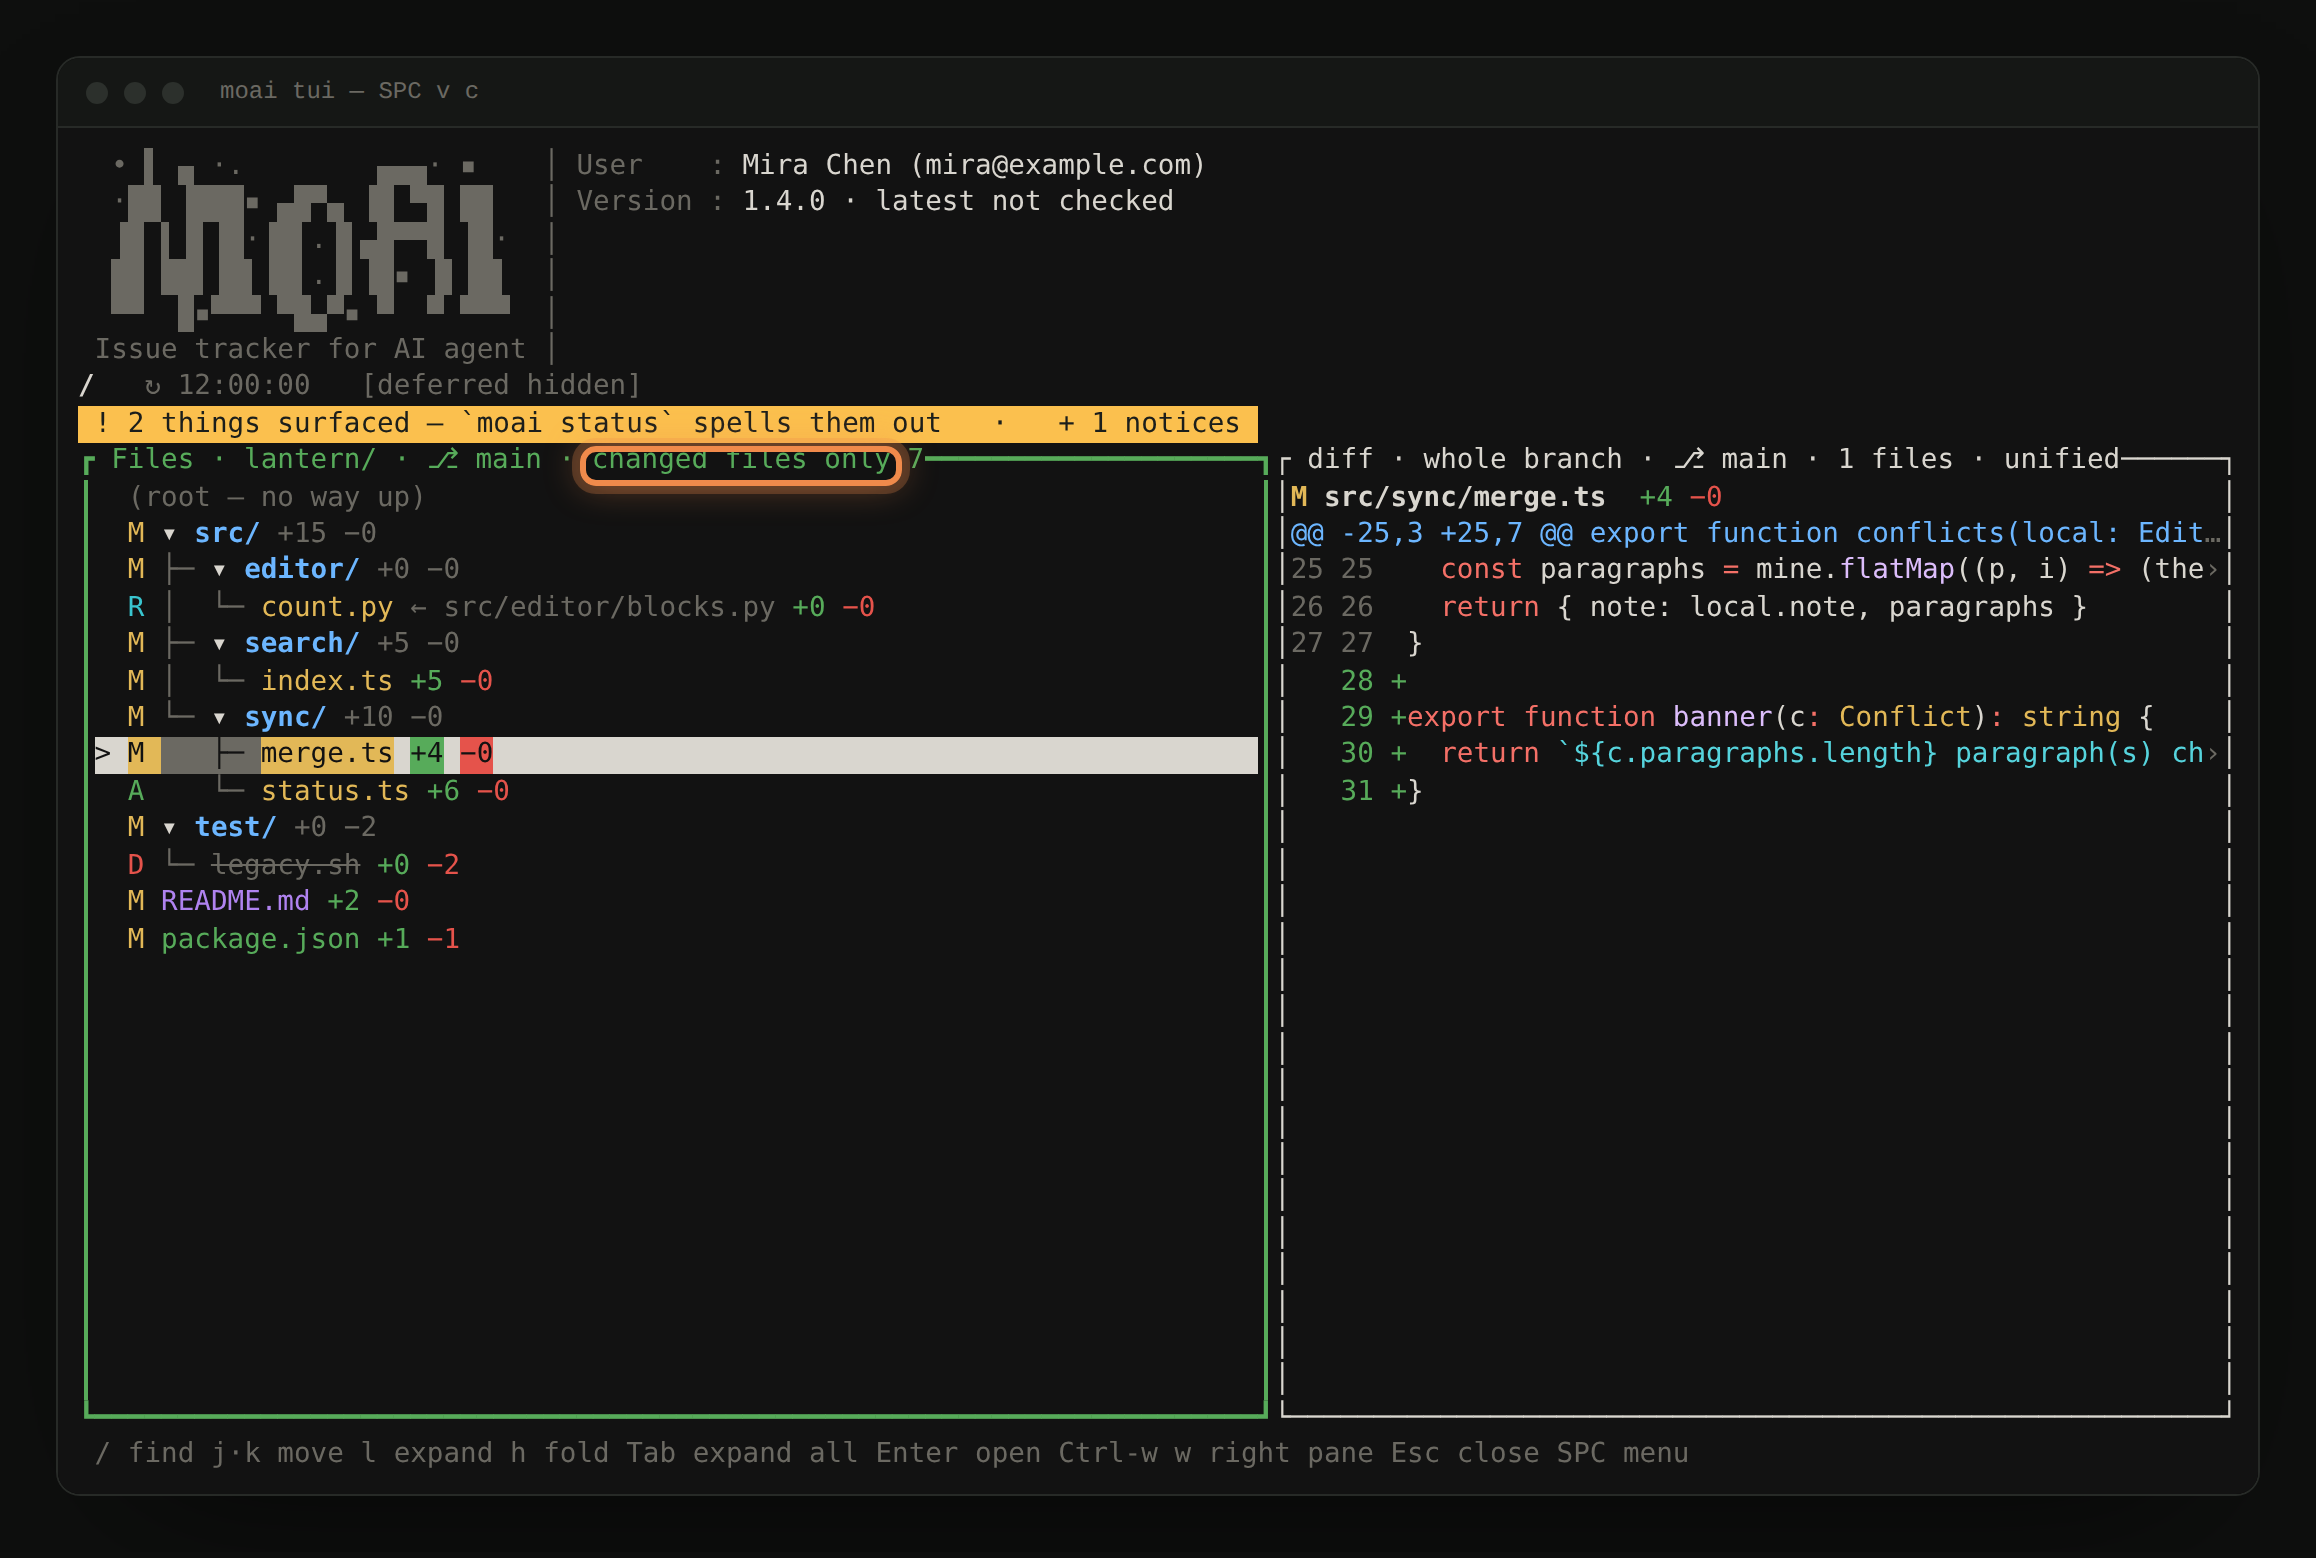 moai tui — SPC v c
MOAI
User    : Mira Chen (mira@example.com)
Version : 1.4.0 · latest not checked
Issue tracker for AI agent
/   ↻ 12:00:00   [deferred hidden]
! 2 things surfaced — `moai status` spells them out   ·   + 1 notices
Files · lantern/ · ⎇ main · changed files only 7
(root — no way up)
M ▾ src/ +15 −0
M ├─ ▾ editor/ +0 −0
R │  └─ count.py ← src/editor/blocks.py +0 −0
M ├─ ▾ search/ +5 −0
M │  └─ index.ts +5 −0
M └─ ▾ sync/ +10 −0
> M    ├─ merge.ts +4 −0
A    └─ status.ts +6 −0
M ▾ test/ +0 −2
D └─ legacy.sh +0 −2
M README.md +2 −0
M package.json +1 −1
diff · whole branch · ⎇ main · 1 files · unified
M src/sync/merge.ts  +4 −0
@@ -25,3 +25,7 @@ export function conflicts(local: Edit…
25 25    const paragraphs = mine.flatMap((p, i) => (the›
26 26    return { note: local.note, paragraphs }
27 27  }
28 +
29 +export function banner(c: Conflict): string {
30 +  return `${c.paragraphs.length} paragraph(s) ch›
31 +}
/ find j·k move l expand h fold Tab expand all Enter open Ctrl-w w right pane Esc close SPC menu